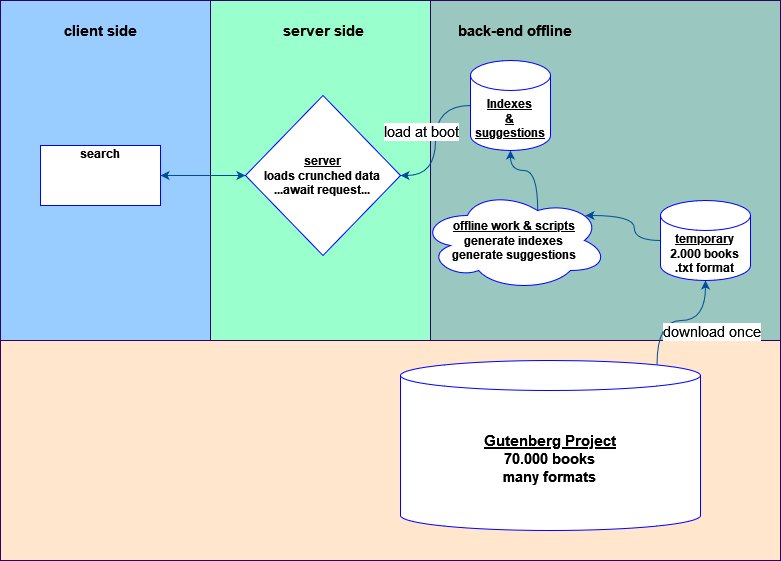 client side
server side
back-end offline
Indexes
&
suggestions
load at boot
search
server
loads crunched data
...await request...
offline work & scripts
generate indexes
generate suggestions
temporary
2.000 books
.txt format
download once
Gutenberg Project
70.000 books
many formats